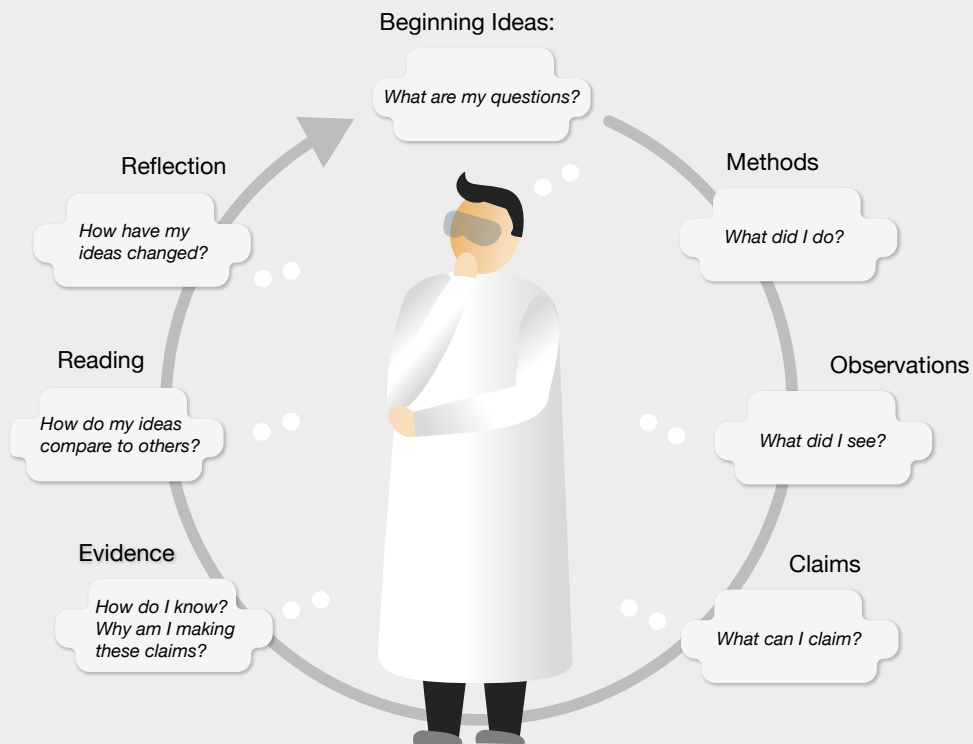 Beginning Ideas:
What are my questions?
Methods
What did I do?
Observations
What did I see?
Claims
What can I claim?
Evidence
How do I know?
Why am I making
these claims?
Reading
How do my ideas
compare to others?
Reflection
How have my
ideas changed?